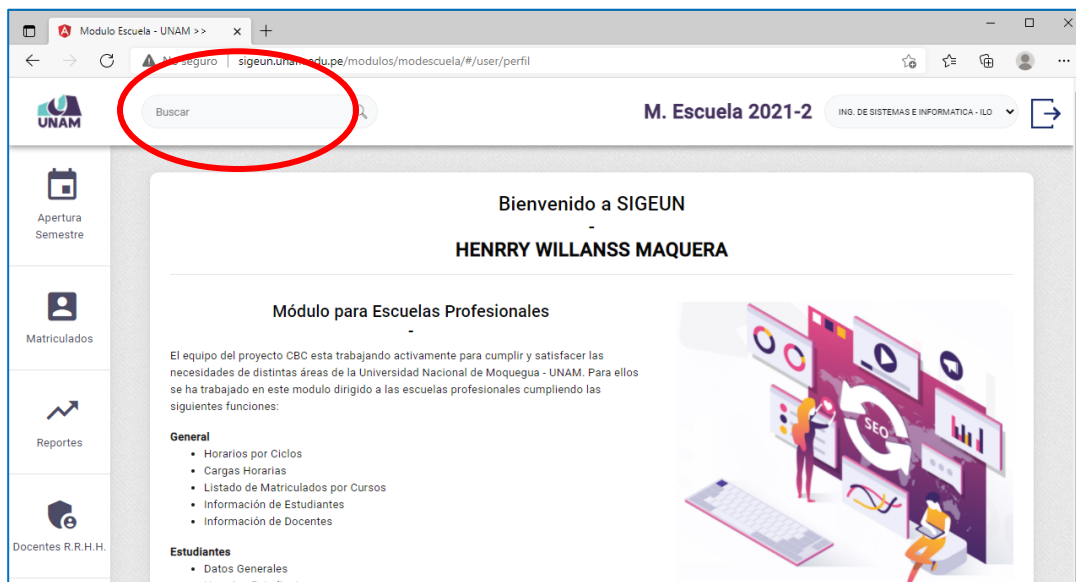 Modulo Escuela - UNAM >>
No seguro | sigeun.unam.edu.pe/modulos/modescuela/#/user/perfil
UNAM
Buscar
M. Escuela 2021-2
ING. DE SISTEMAS E INFORMATICA - ILO
Apertura
Semestre
Matriculados
Reportes
Docentes R.R.H.H.
Bienvenido a SIGEUN
-
HENRRY WILLANSS MAQUERA
Módulo para Escuelas Profesionales
-
El equipo del proyecto CBC esta trabajando activamente para cumplir y satisfacer las
necesidades de distintas áreas de la Universidad Nacional de Moquegua - UNAM. Para ellos
se ha trabajado en este modulo dirigido a las escuelas profesionales cumpliendo las
siguientes funciones:
General
• Horarios por Ciclos
• Cargas Horarias
• Listado de Matriculados por Cursos
• Información de Estudiantes
• Información de Docentes
Estudiantes
• Datos Generales
SEO